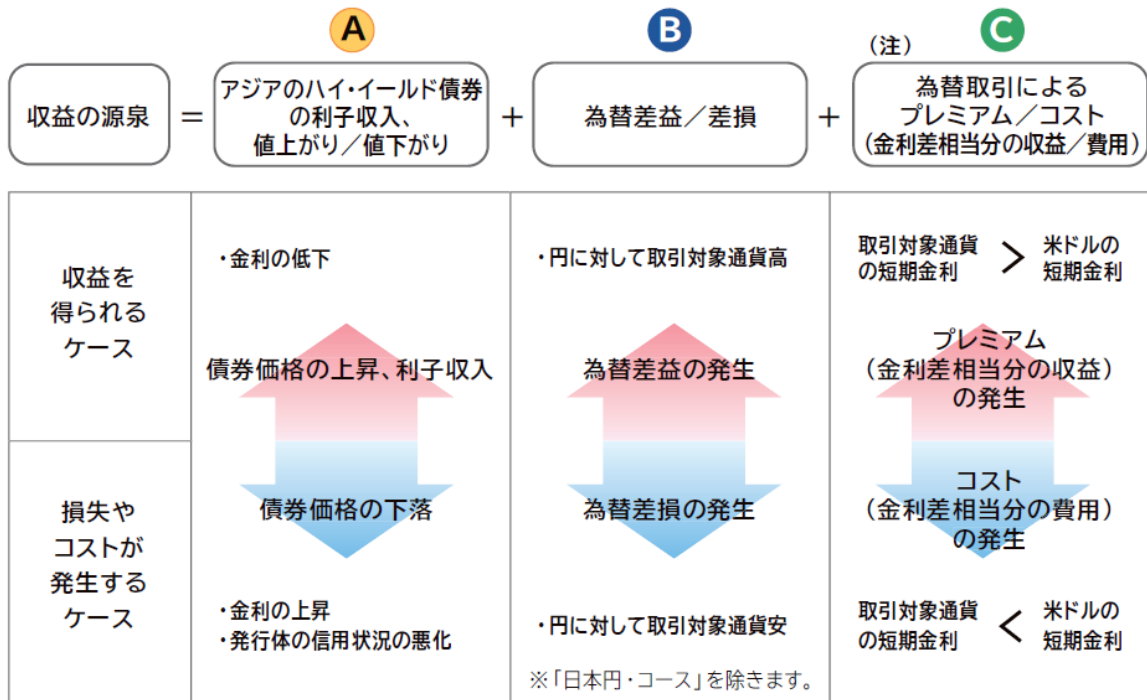 A
B
C
(注)
収益の源泉
=
アジアのハイ・イールド債券
の利子収入、
値上がり／値下がり
+
為替差益／差損
+
為替取引による
プレミアム／コスト
(金利差相当分の収益／費用)
収益を
得られる
ケース
・金利の低下
債券価格の上昇、利子収入
・円に対して取引対象通貨高
為替差益の発生
取引対象通貨
の短期金利
>
米ドルの
短期金利
プレミアム
(金利差相当分の収益)
の発生
損失や
コストが
発生する
ケース
債券価格の下落
・金利の上昇
・発行体の信用状況の悪化
為替差損の発生
・円に対して取引対象通貨安
※「日本円・コース」を除きます。
コスト
(金利差相当分の費用)
の発生
取引対象通貨
の短期金利
<
米ドルの
短期金利